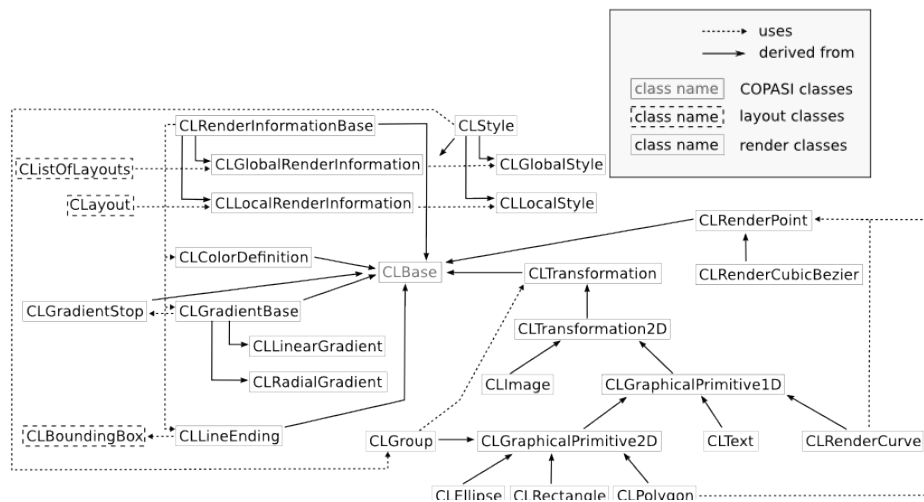 uses
derived from
class name COPASI classes
class name layout classes
class name render classes
CLRenderInformationBase CLStyle
CListOfLayouts CLGlobalRenderInformation CLGlobalStyle
CLayout CLLocalRenderInformation CLLocalStyle
CLRenderPoint
CLColorDefinition CLBase CLTransformation CLRenderCubicBezier
CLGradientStop CLGradientBase
CLTransformation2D
CLLinearGradient
CLRadialGradient CLImage CLGraphicalPrimitive1D
CLBoundingBox CLLineEnding CLGroup CLGraphicalPrimitive2D CLText CLRenderCurve
CLEllipse CLRectangle CLPolygon